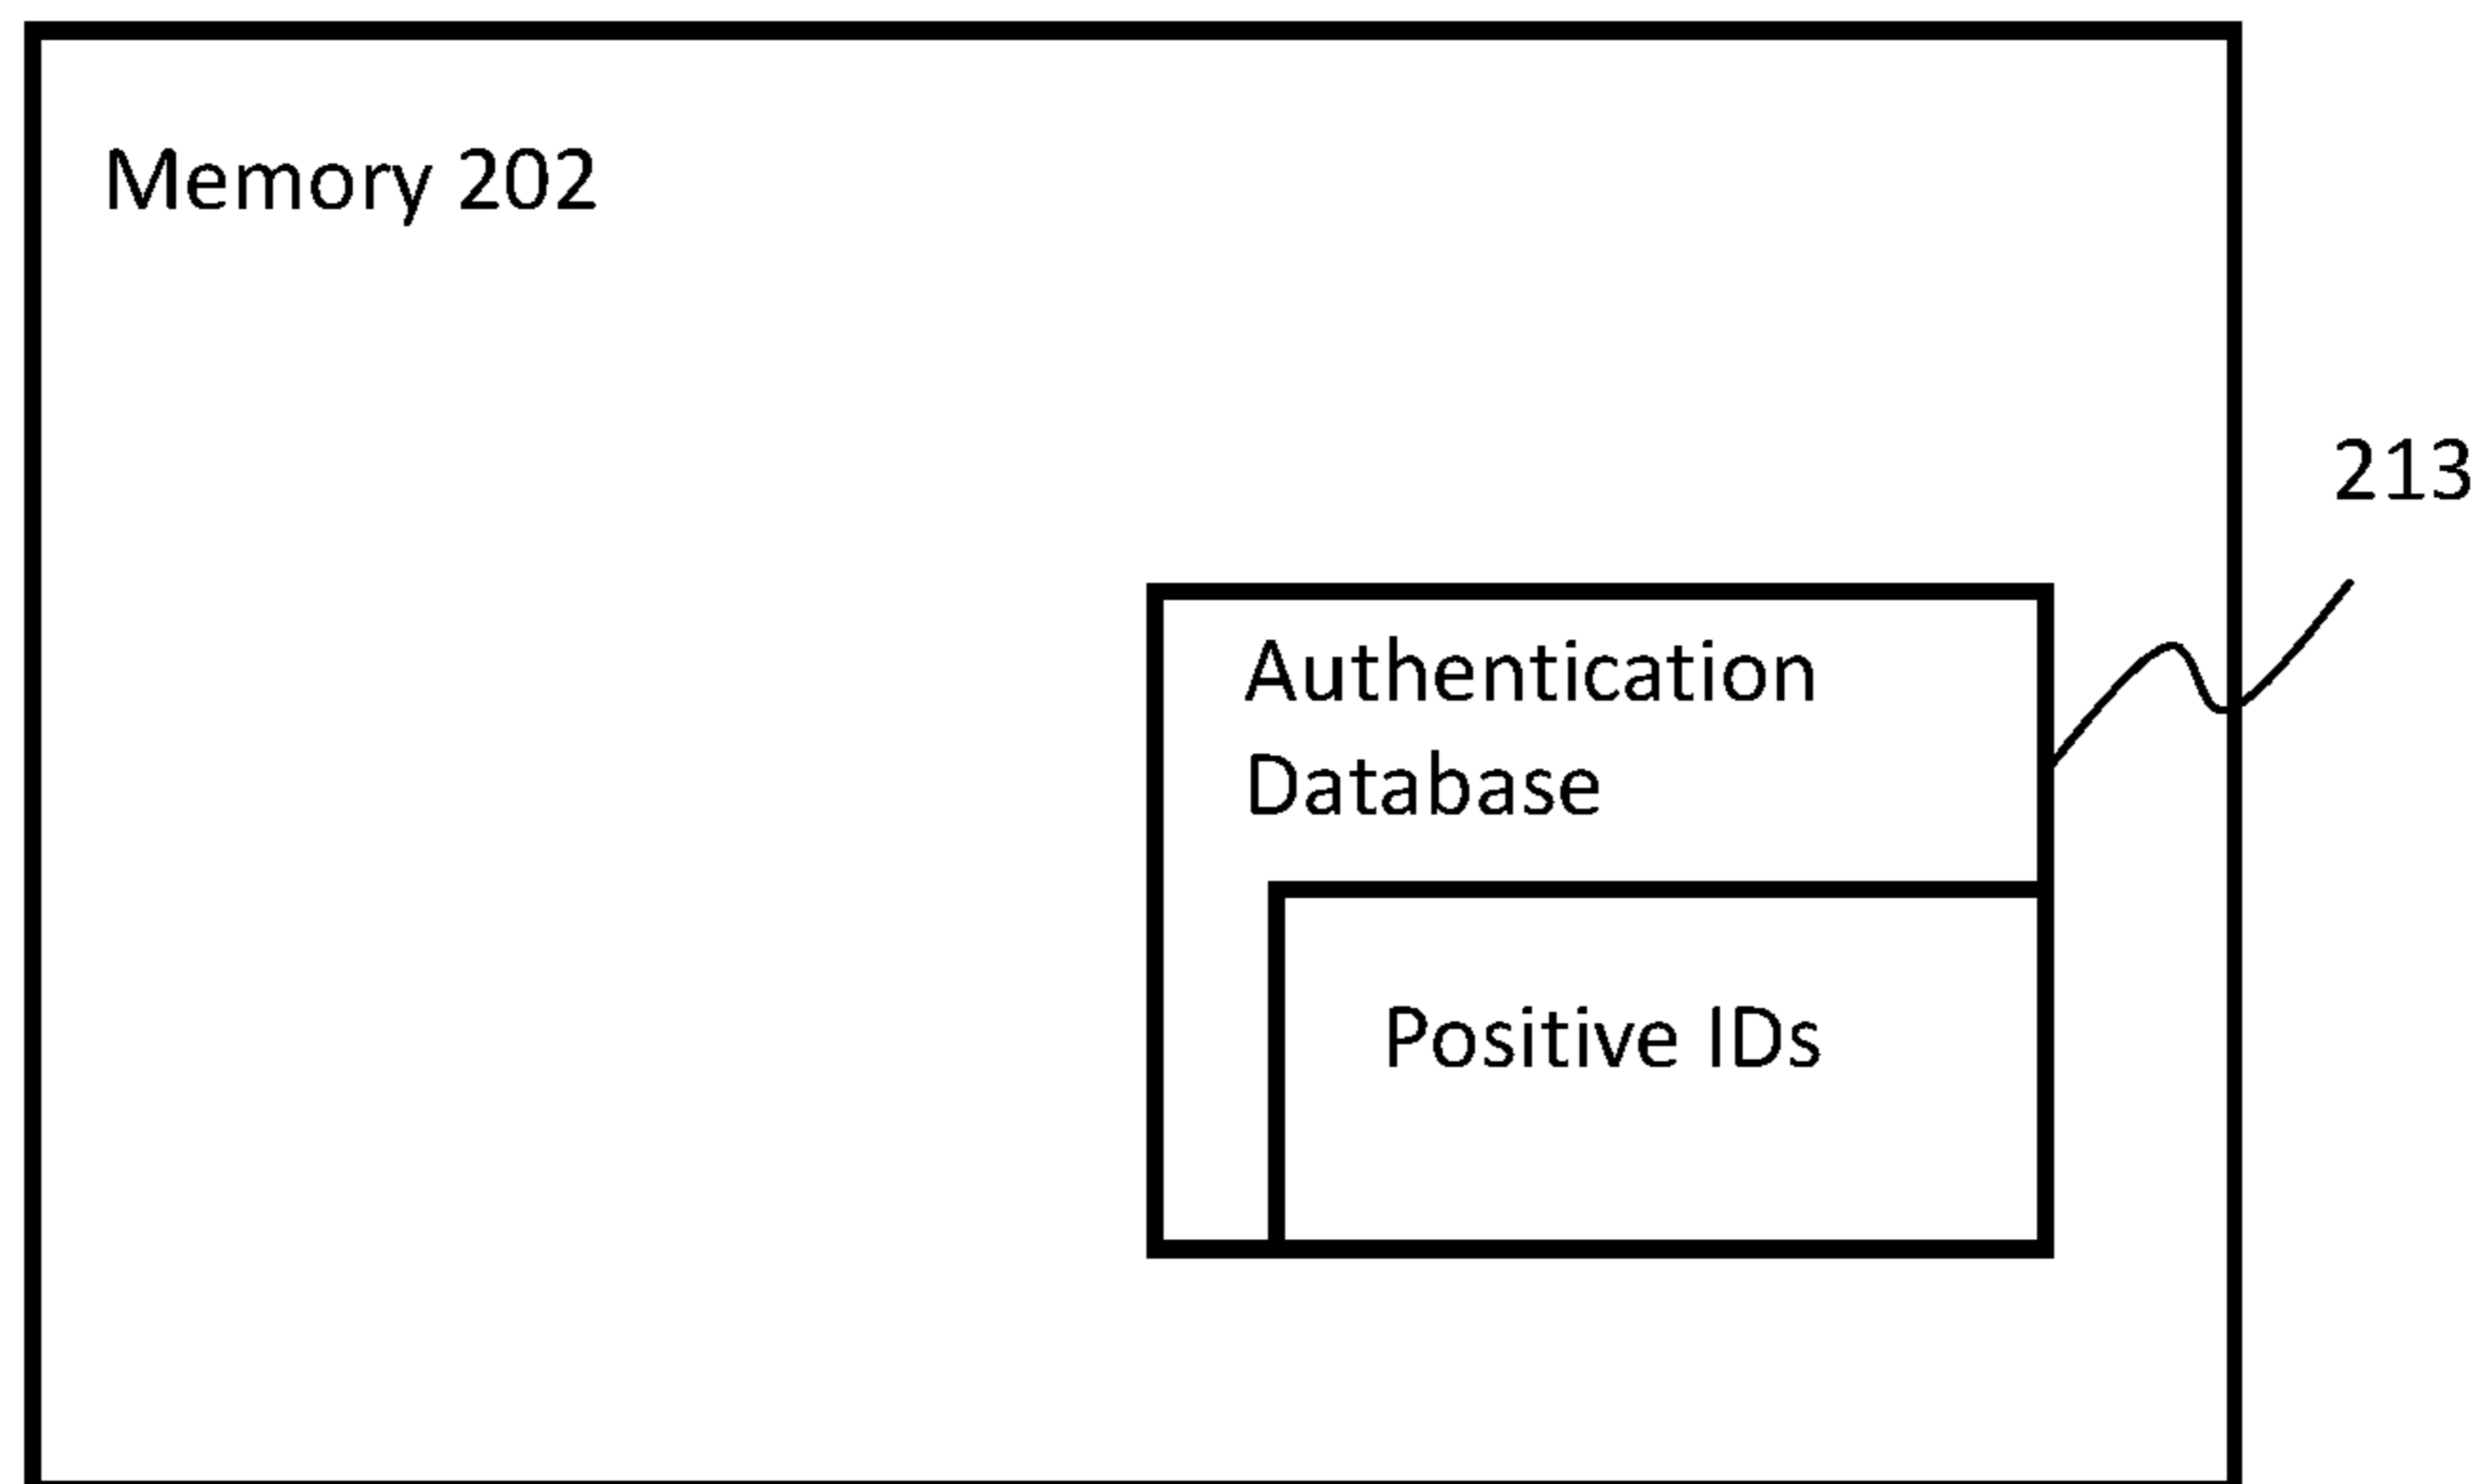 Memory 202
213
Authentication
Database
Positive IDs